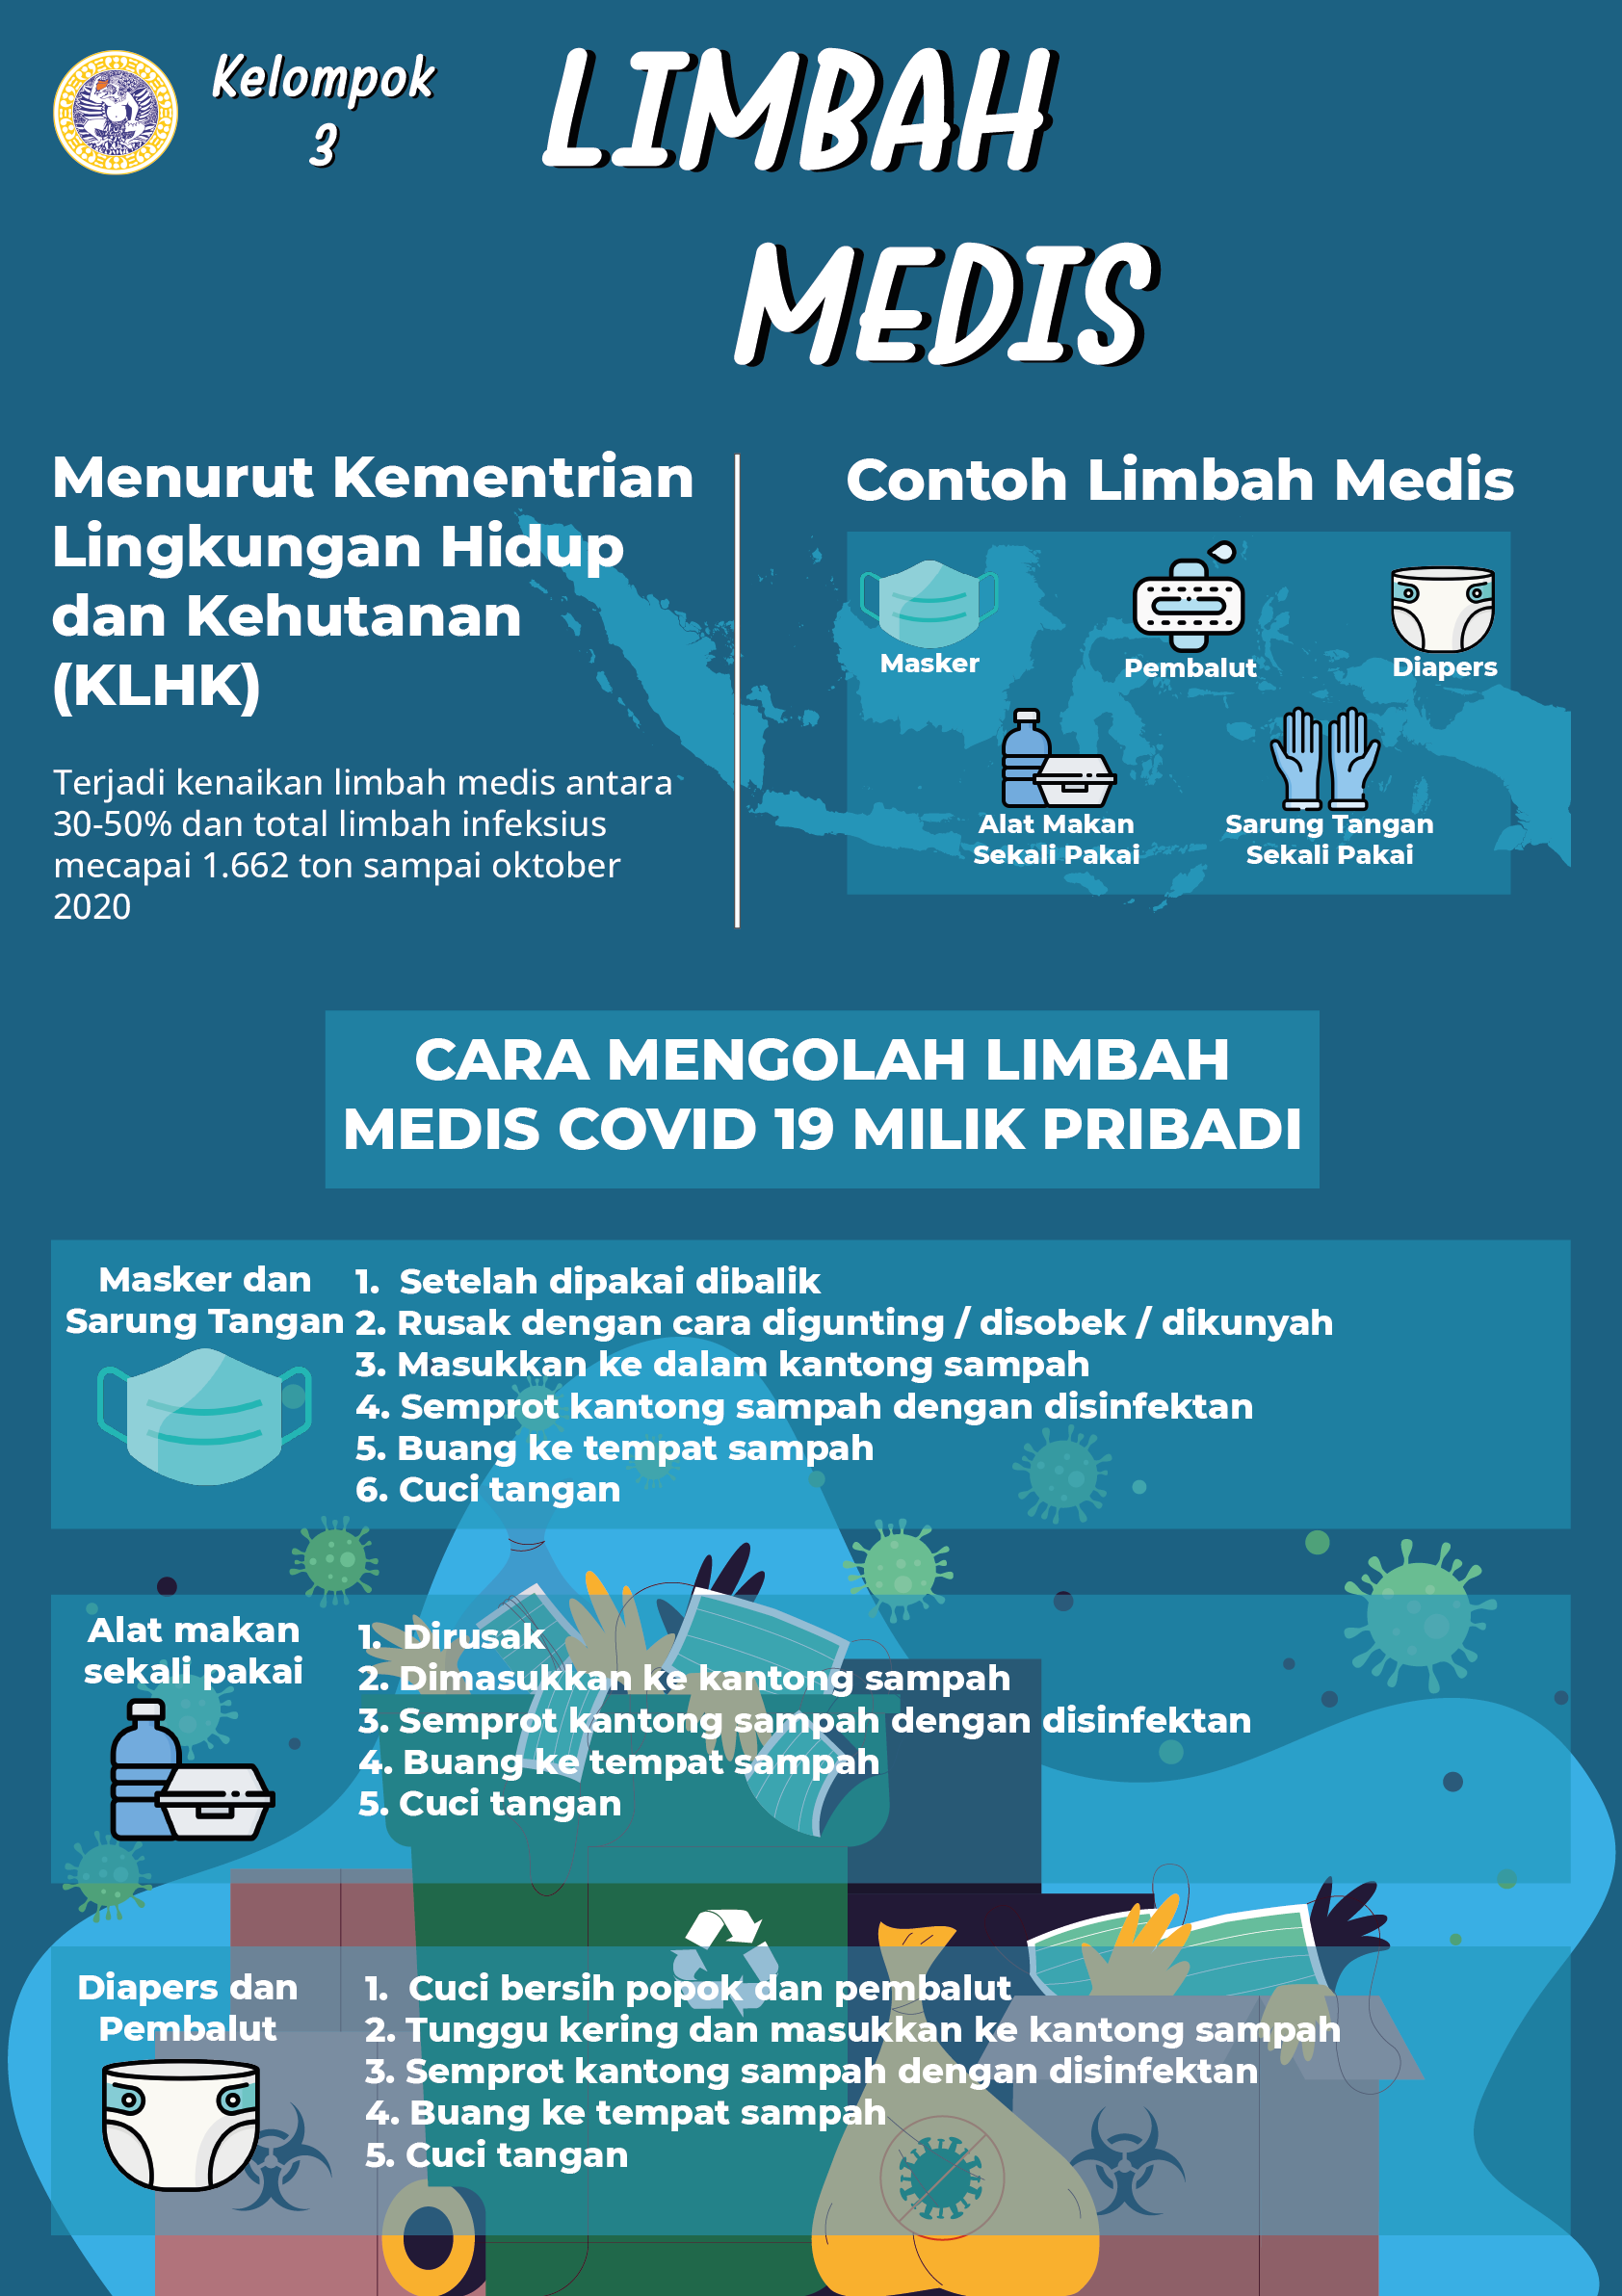 Kelompok
3
LIMBAH
MEDIS
Menurut Kementrian
Lingkungan Hidup
dan Kehutanan
(KLHK)
Terjadi kenaikan limbah medis antara
30-50% dan total limbah infeksius
mecapai 1.662 ton sampai oktober
2020
Contoh Limbah Medis
Masker
Pembalut
Diapers
Alat Makan
Sekali Pakai
Sarung Tangan
Sekali Pakai
CARA MENGOLAH LIMBAH
MEDIS COVID 19 MILIK PRIBADI
Masker dan
Sarung Tangan
1. Setelah dipakai dibalik
2. Rusak dengan cara digunting / disobek / dikunyah
3. Masukkan ke dalam kantong sampah
4. Semprot kantong sampah dengan disinfektan
5. Buang ke tempat sampah
6. Cuci tangan
Alat makan
sekali pakai
1. Dirusak
2. Dimasukkan ke kantong sampah
3. Semprot kantong sampah dengan disinfektan
4. Buang ke tempat sampah
5. Cuci tangan
Diapers dan
Pembalut
1. Cuci bersih popok dan pembalut
2. Tunggu kering dan masukkan ke kantong sampah
3. Semprot kantong sampah dengan disinfektan
4. Buang ke tempat sampah
5. Cuci tangan